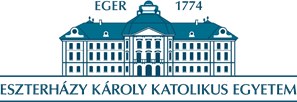 EGER 1774
ESZTERHÁZY KÁROLY KATOLIKUS EGYETEM